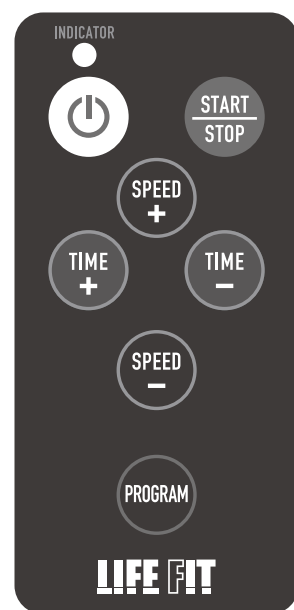 INDICATOR
START
STOP
SPEED
+
TIME
+
TIME
−
SPEED
−
PROGRAM
LIFE FIT